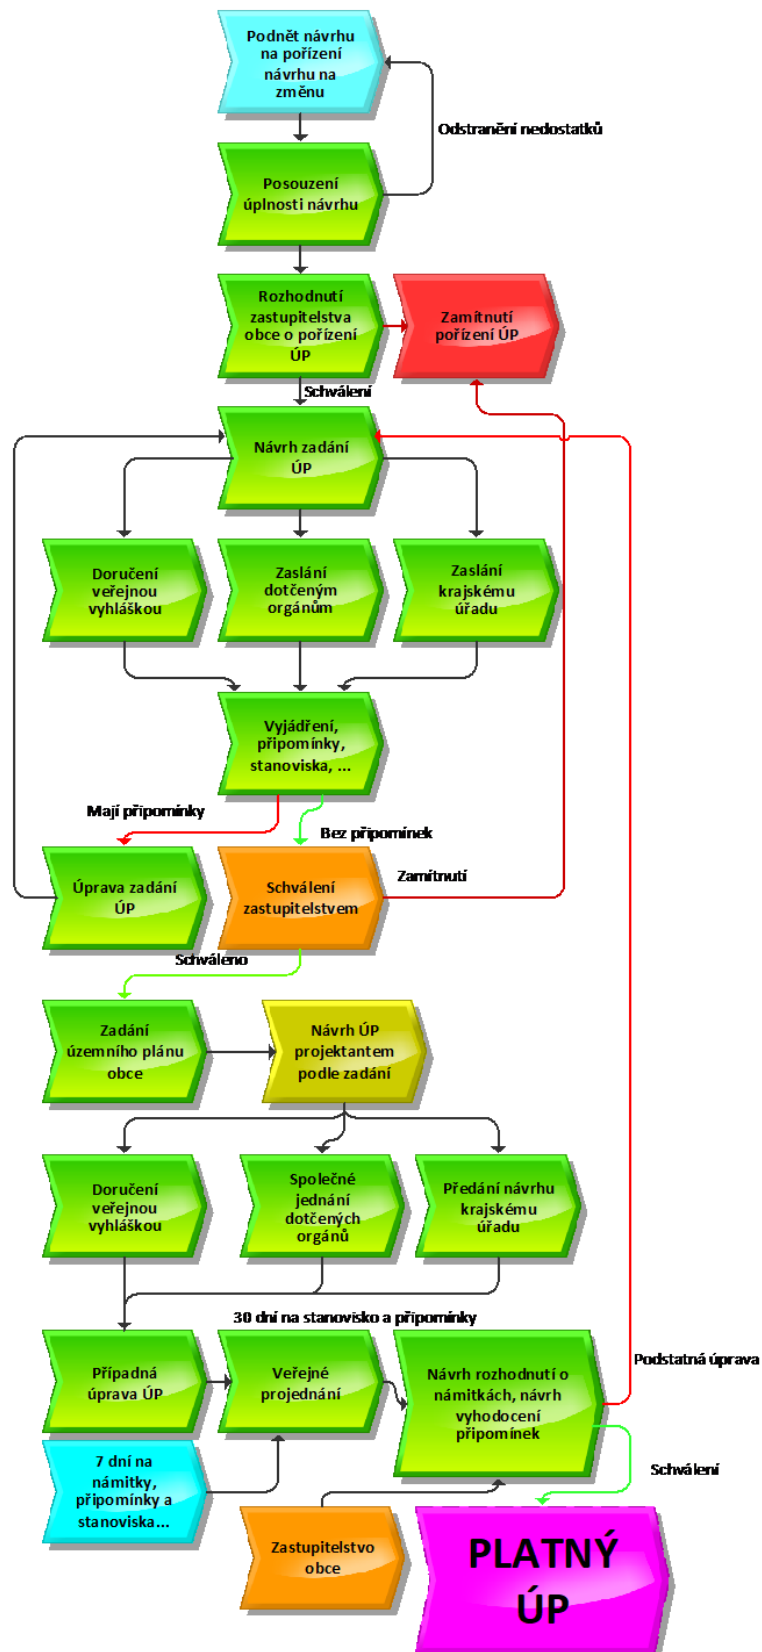 Podnět návrhu
na pořízení
návrhu na
změnu
Odstranění nedostatků
Posouzení
úplnosti návrhu
Rozhodnutí
zastupitelstva
obce o pořízení
ÚP
Zamítnutí
pořízení ÚP
Schválení
Návrh zadání
ÚP
Doručení
veřejnou
vyhláškou
Zaslání
dotčeným
orgánům
Zaslání
krajskému
úřadu
Vyjádření,
připomínky,
stanoviska, ...
Mají připomínky
Bez připomínek
Úprava zadání
ÚP
Schválení
zastupitelstvem
Zamítnutí
Schváleno
Zadání
územního plánu
obce
Návrh ÚP
projektantem
podle zadání
Doručení
veřejnou
vyhláškou
Společné
jednání
dotčených
orgánů
Předání návrhu
krajskému
úřadu
30 dní na stanovisko a připomínky
Případná
úprava ÚP
Veřejné
projednání
Návrh rozhodnutí o
námitkách, návrh
vyhodocení
připomínek
Podstatná úprava
7 dní na
námitky,
připomínky a
stanoviska...
Schválení
Zastupitelstvo
obce
PLATNÝ
ÚP